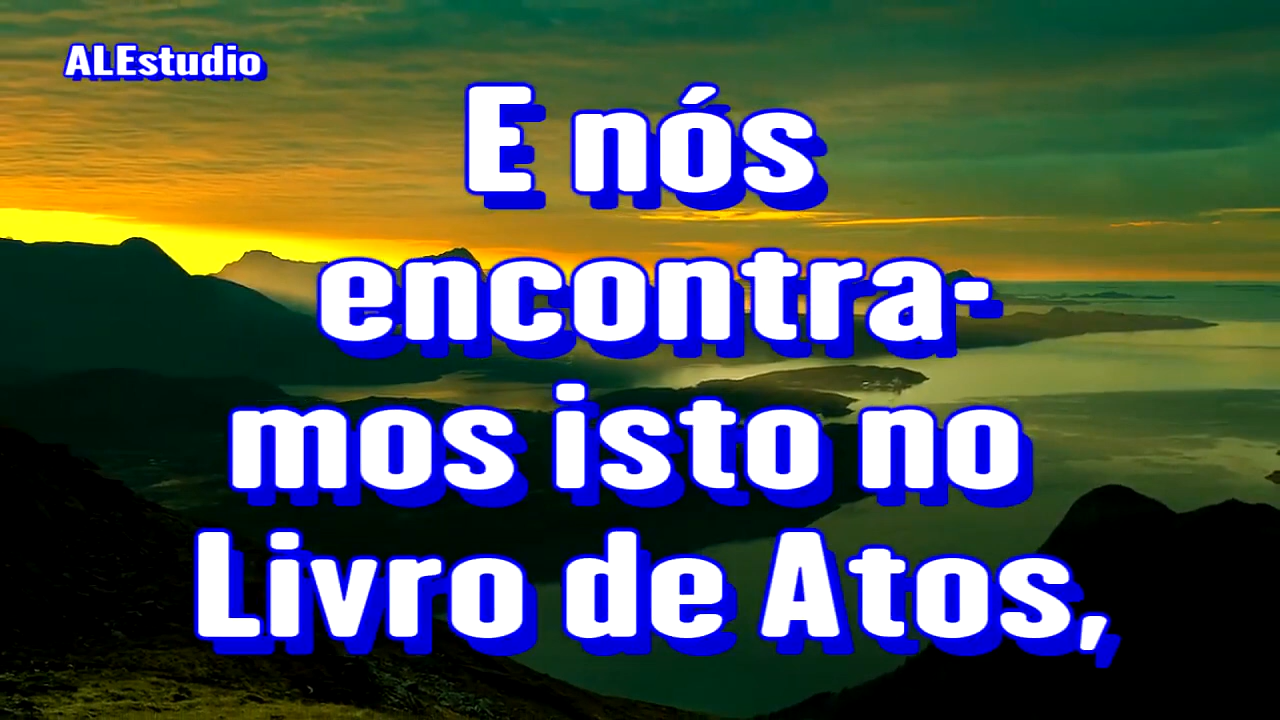 ALEstudio
E nós
encontra-
mos isto no
Livro de Atos,